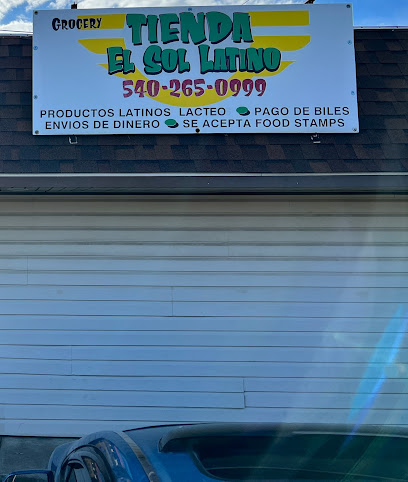 GROCERY
TIENDA
EL SOL LATINO
540-265-0999
PRODUCTOS LATINOS LACTEO PAGO DE BILES
ENVIOS DE DINERO SE ACEPTA FOOD STAMPS